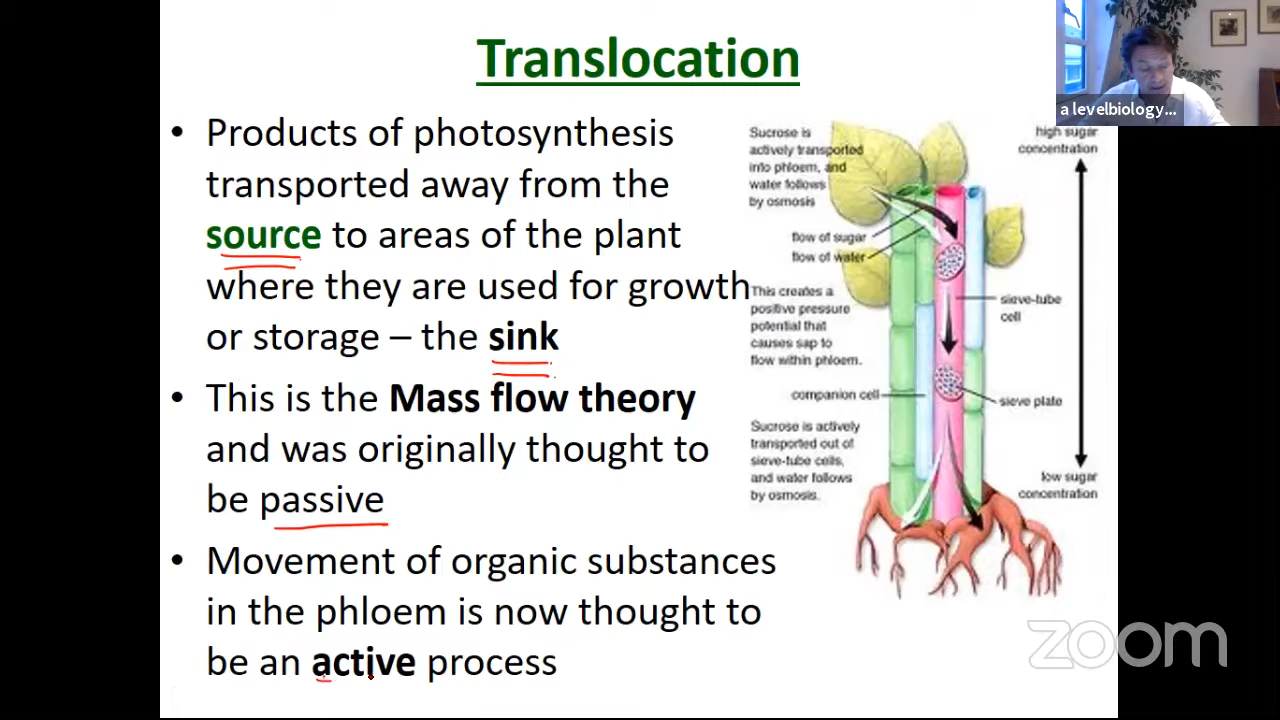 Translocation
• Products of photosynthesis
transported away from the
source to areas of the plant
where they are used for growth
or storage – the sink
• This is the Mass flow theory
and was originally thought to
be passive
• Movement of organic substances
in the phloem is now thought to
be an active process
Sucrose is
actively transported
into phloem, and
water follows
by osmosis
flow of sugar
flow of water
This creates a
positive pressure
potential that
causes sap to
flow within phloem.
companion cell
Sucrose is actively
transported out of
sieve-tube cells,
and water follows
by osmosis.
high sugar
concentration
sieve-tube
cell
sieve plate
low sugar
concentration
a levelbiology...
zoom